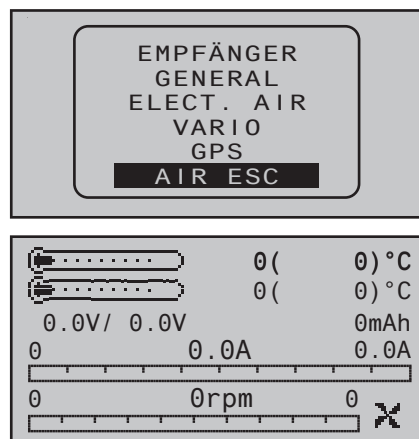 EMPFÄNGER
GENERAL
ELECT. AIR
VARIO
GPS
AIR ESC
0( 0)°C
0( 0)°C
0.0V/ 0.0V 0mAh
0 0.0A 0.0A
0 0rpm 0